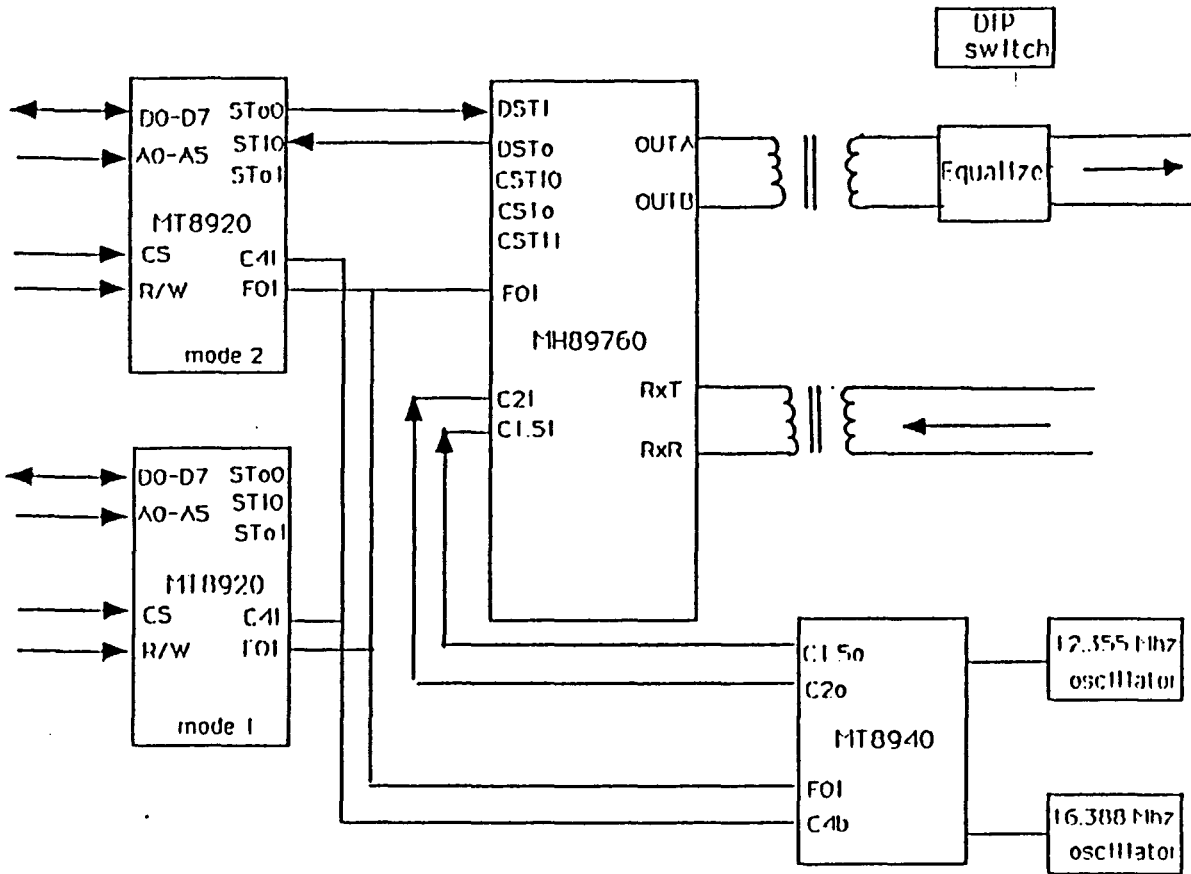 DIP
switch
D0-D7 STo0
STi0
A0-A5
STo1
MT8920
CS C4i
R/W F0i
mode 2
DSTi
DSTo
CSTi0
CSTo
CSTi1
F0i
MH89760
C2i
C1.5i
OUTA
OUTB
RxT
RxR
Equalizer
D0-D7 STo0
STi0
A0-A5
STo1
MT8920
CS C4i
R/W F0i
mode 1
C1.5o
C2o
MT8940
F0i
C4b
12.355 Mhz
oscillator
16.388 Mhz
oscillator